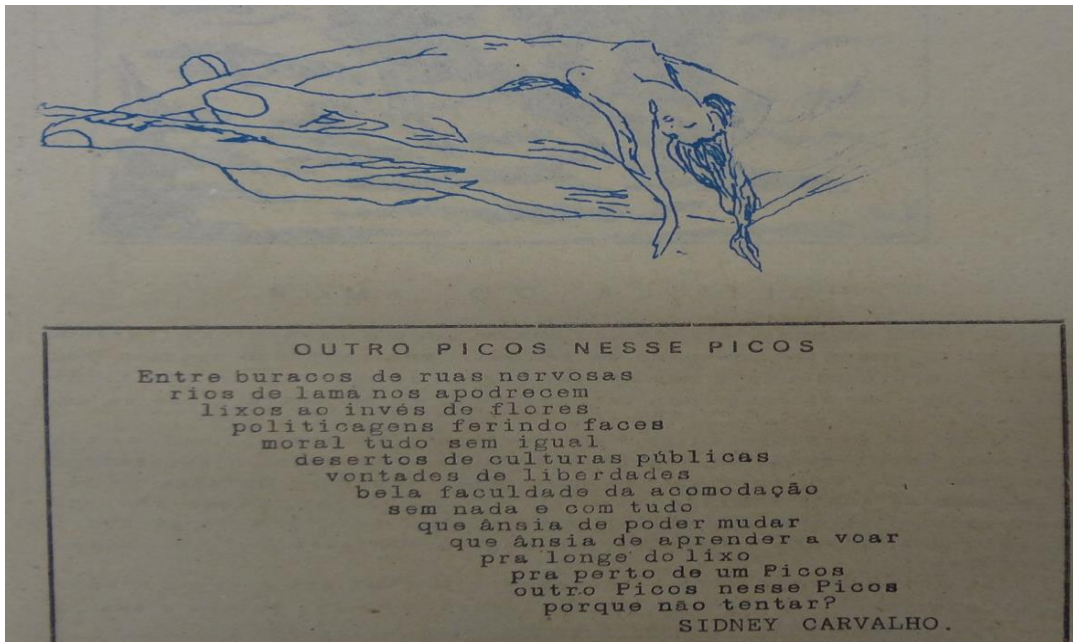 OUTRO PICOS NESSE PICOS
Entre buracos de ruas nervosas
rios de lama nos apodrecem
lixos ao invés de flores
politicagens ferindo faces
moral tudo sem igual
desertos de culturas públicas
vontades de liberdades
bela faculdade da acomodação
sem nada e com tudo
que ânsia de poder mudar
que ânsia de aprender a voar
pra longe do lixo
pra perto de um Picos
outro Picos nesse Picos
porque não tentar?
SIDNEY CARVALHO.